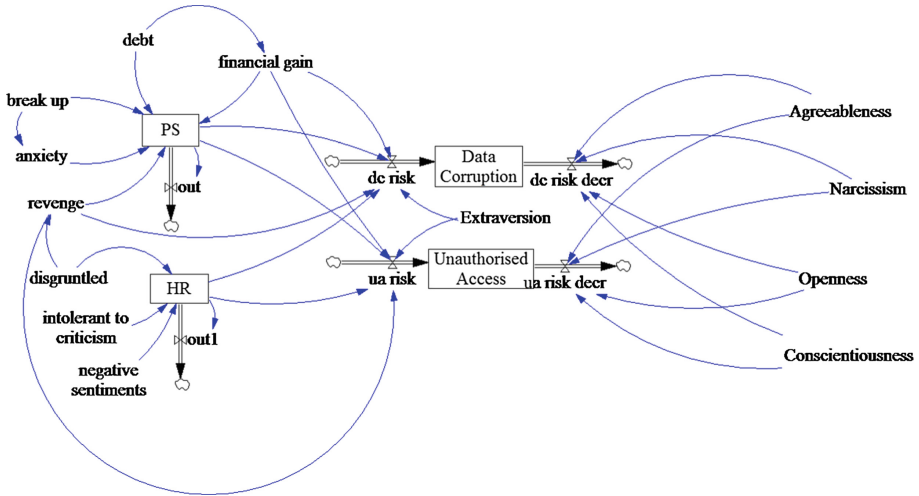 debt
financial gain
break up
PS
anxiety
out
revenge
Data
Corruption
dc risk
dc risk decr
Agreeableness
Narcissism
Extraversion
disgruntled
HR
Unauthorised
Access
ua risk
ua risk decr
Openness
intolerant to
criticism
out1
negative
sentiments
Conscientiousness